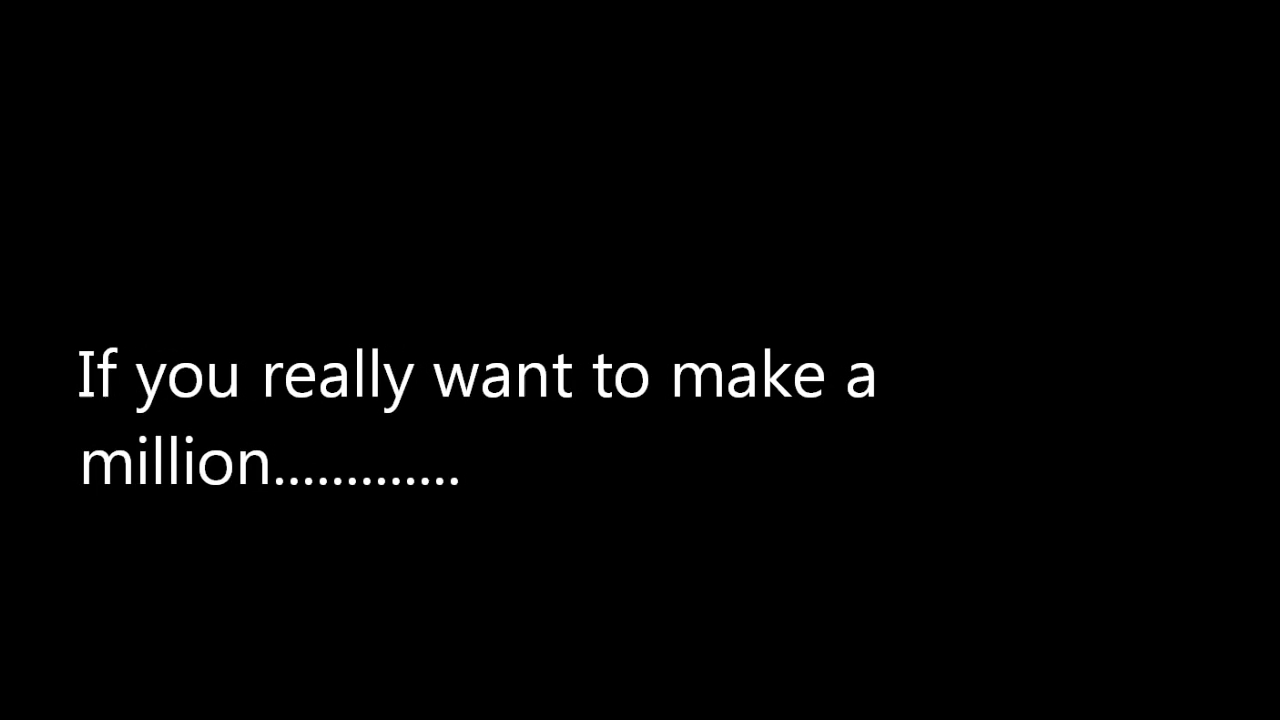 If you really want to make a
million.............